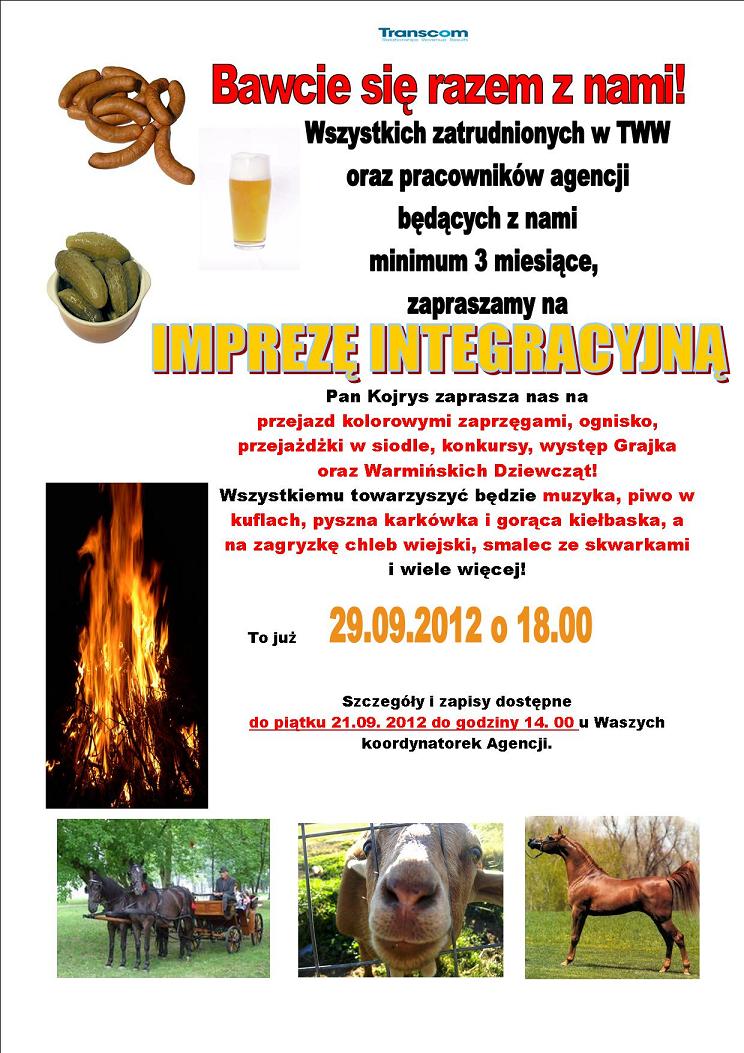 Transcom
Bawcie się razem z nami!
Wszystkich zatrudnionych w TWW
oraz pracowników agencji
będących z nami
minimum 3 miesiące,
zapraszamy na
IMPREZĘ INTEGRACYJNĄ
Pan Kojrys zaprasza nas na
przejazd kolorowymi zaprzęgami, ognisko,
przejażdżki w siodle, konkursy, występ Grajka
oraz Warmińskich Dziewcząt!
Wszystkiemu towarzyszyć będzie muzyka, piwo w
kuflach, pyszna karkówka i gorąca kiełbaska, a
na zagryzkę chleb wiejski, smalec ze skwarkami
i wiele więcej!
To już 29.09.2012 o 18.00
Szczegóły i zapisy dostępne
do piątku 21.09. 2012 do godziny 14. 00 u Waszych
koordynatorek Agencji.